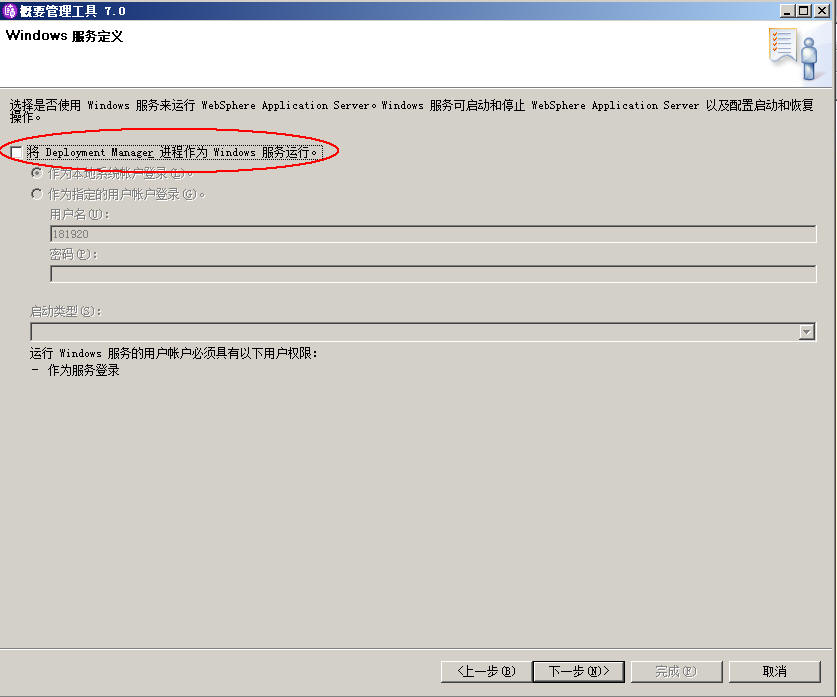 概要管理工具 7.0
Windows 服务定义
选择是否使用 Windows 服务来运行 WebSphere Application Server。Windows 服务可启动和停止 WebSphere Application Server 以及配置启动和恢复
操作。
将 Deployment Manager 进程作为 Windows 服务运行。
作为本地系统帐户登录(L)。
作为指定的用户帐户登录(G)。
用户名(U)：
181920
密码(P)：
启动类型(S)：
运行 Windows 服务的用户帐户必须具有以下用户权限：
- 作为服务登录
<上一步(B) 下一步(N)> 完成(F) 取消